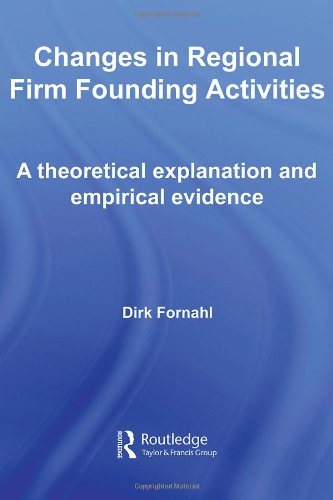 Changes in Regional
Firm Founding Activities
A theoretical explanation and
empirical evidence
Dirk Fornahl
Routledge
Taylor & Francis Group